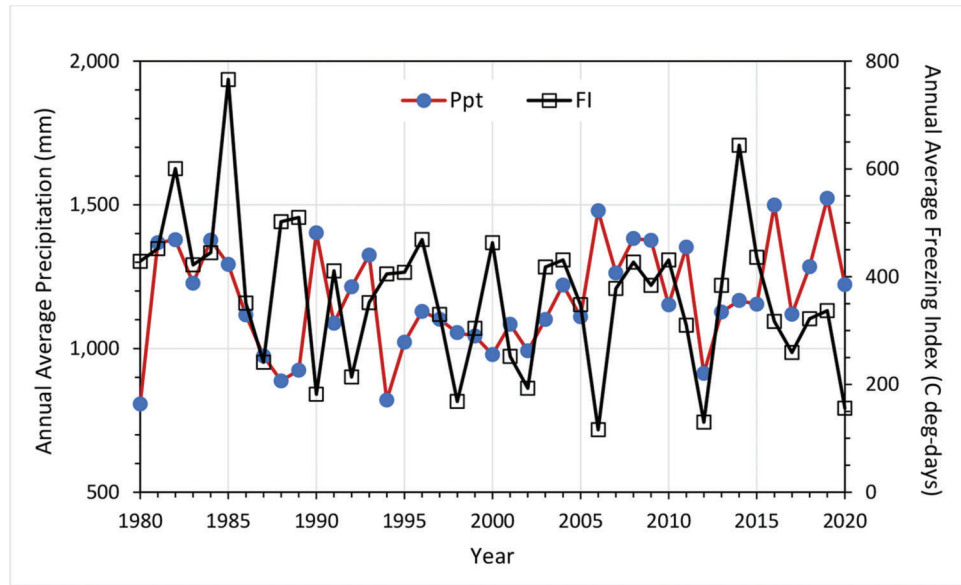 2,000
1,500
1,000
500
Annual Average Precipitation (mm)
Ppt FI
800
600
400
200
0
Annual Average Freezing Index (C deg-days)
1980 1985 1990 1995 2000 2005 2010 2015 2020
Year